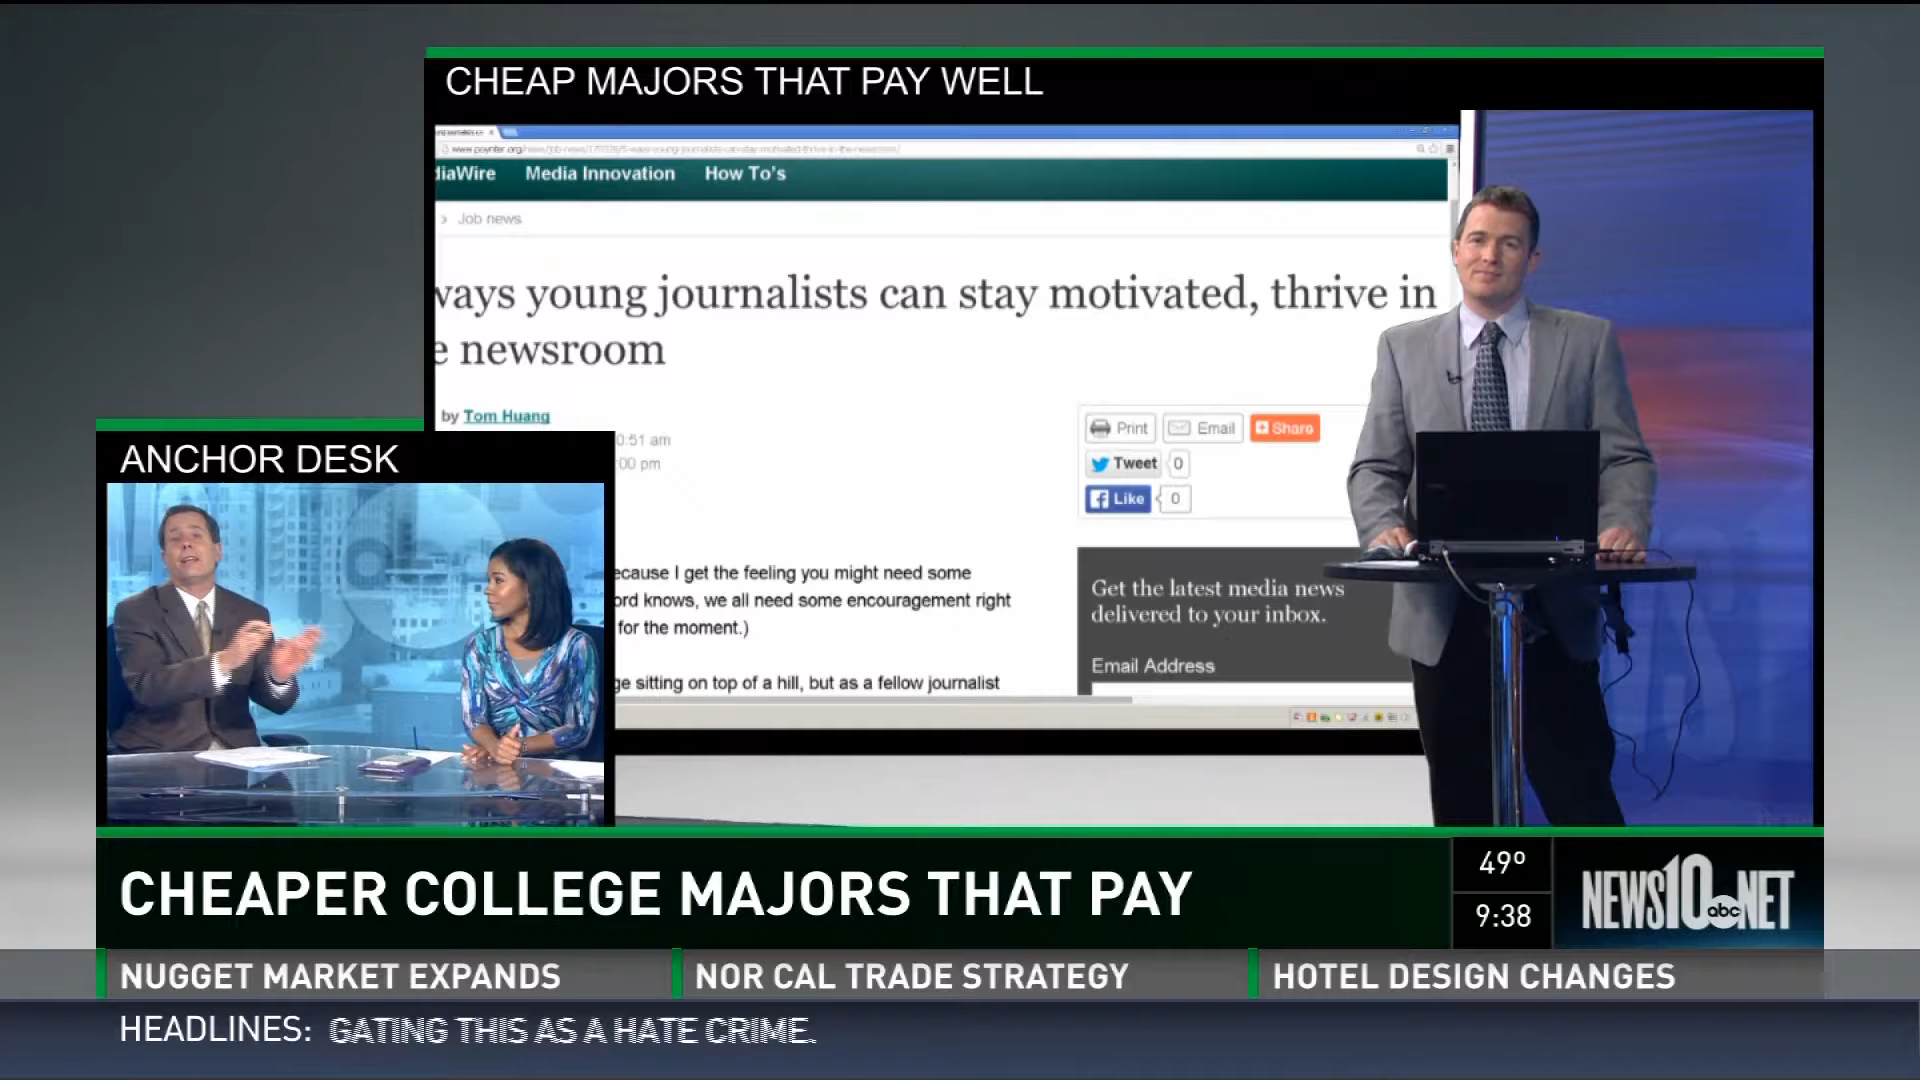 CHEAP MAJORS THAT PAY WELL
diaWire Media Innovation How To's
› Job news
ways young journalists can stay motivated, thrive in
e newsroom
by Tom Huang
0:51 am
:00 pm
Print Email Share
Tweet 0
Like 0
ecause I get the feeling you might need some
ord knows, we all need some encouragement right
for the moment.)
ge sitting on top of a hill, but as a fellow journalist
Get the latest media news
delivered to your inbox.
Email Address
ANCHOR DESK
CHEAPER COLLEGE MAJORS THAT PAY
49º
9:38
NEWS10 abc NET
NUGGET MARKET EXPANDS
NOR CAL TRADE STRATEGY
HOTEL DESIGN CHANGES
HEADLINES: GATING THIS AS A HATE CRIME.